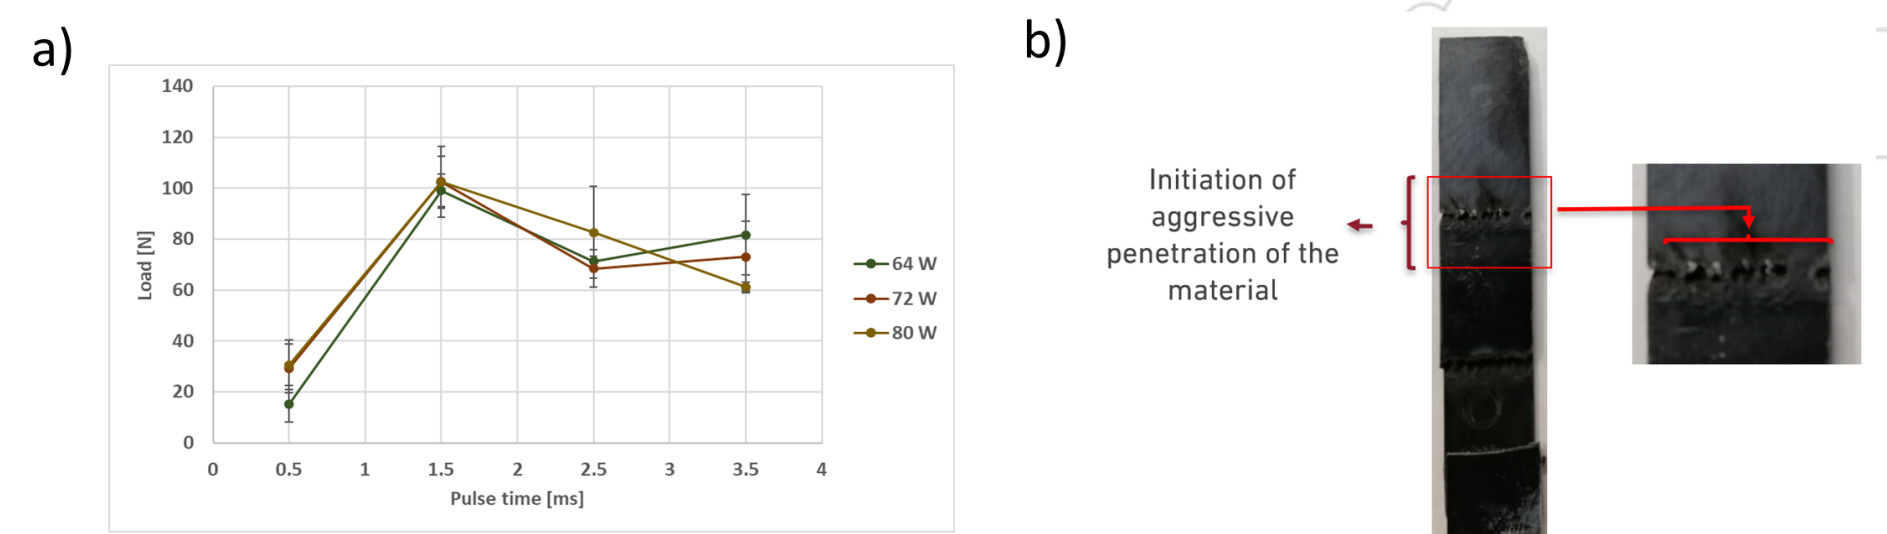 a)
140
120
100
80
60
40
20
0
Load [N]
0 0.5 1 1.5 2 2.5 3 3.5 4
Pulse time [ms]
64 W
72 W
80 W
b)
Initiation of
aggressive
penetration of the
material